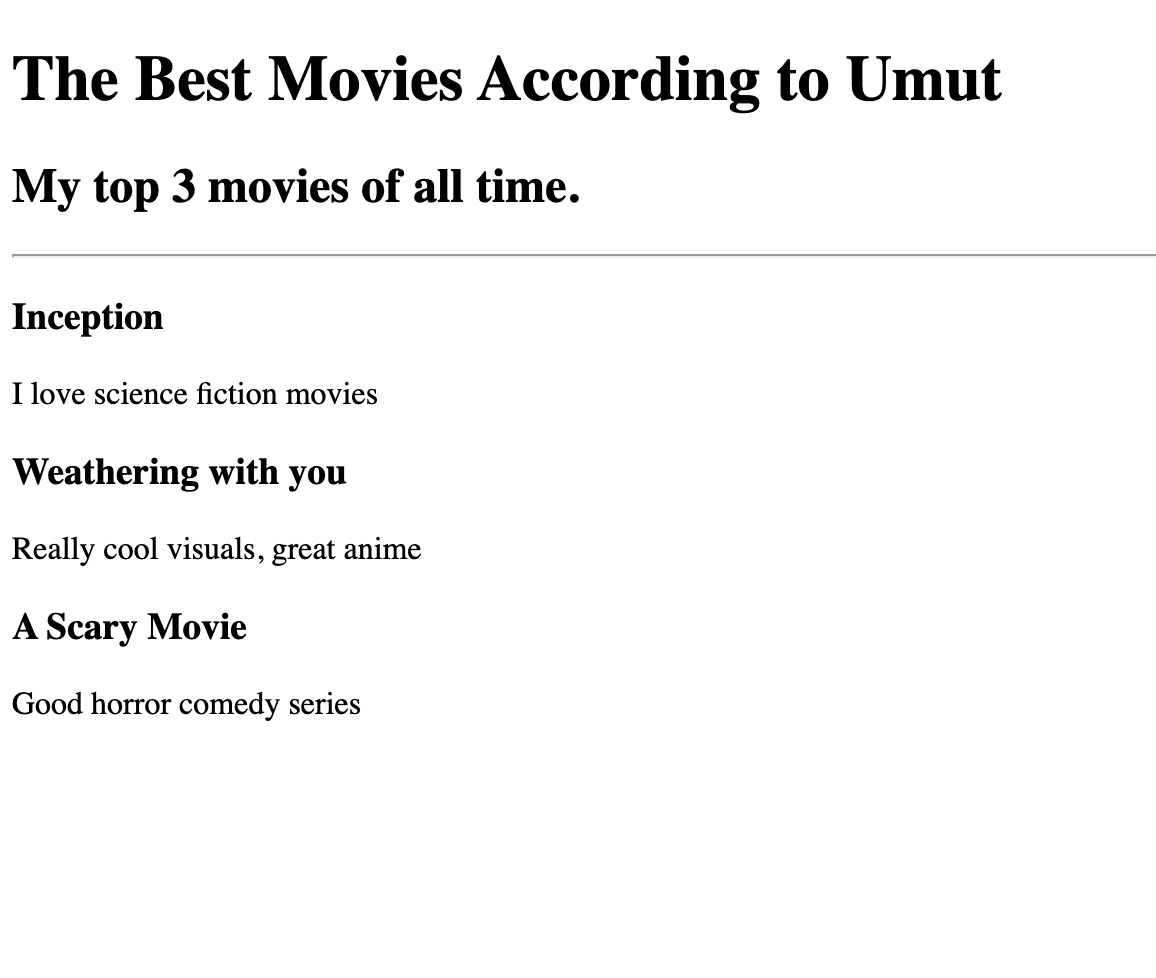 The Best Movies According to Umut
My top 3 movies of all time.
Inception
I love science fiction movies
Weathering with you
Really cool visuals, great anime
A Scary Movie
Good horror comedy series